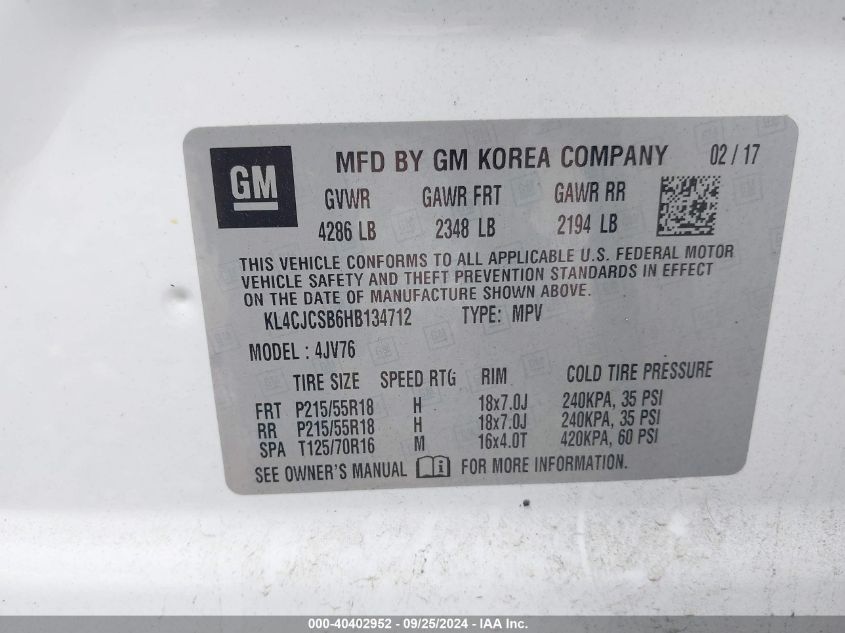 GM
MFD BY GM KOREA COMPANY 02 / 17
GVWR GAWR FRT GAWR RR
4286 LB 2348 LB 2194 LB
THIS VEHICLE CONFORMS TO ALL APPLICABLE U.S. FEDERAL MOTOR
VEHICLE SAFETY AND THEFT PREVENTION STANDARDS IN EFFECT
ON THE DATE OF MANUFACTURE SHOWN ABOVE.
KL4CJCSB6HB134712 TYPE: MPV
MODEL : 4JV76
TIRE SIZE SPEED RTG RIM COLD TIRE PRESSURE
FRT P215/55R18 H 18x7.0J 240KPA, 35 PSI
RR P215/55R18 H 18x7.0J 240KPA, 35 PSI
SPA T125/70R16 M 16x4.0T 420KPA, 60 PSI
SEE OWNER'S MANUAL FOR MORE INFORMATION.
000-40402952 - 09/25/2024 - IAA Inc.